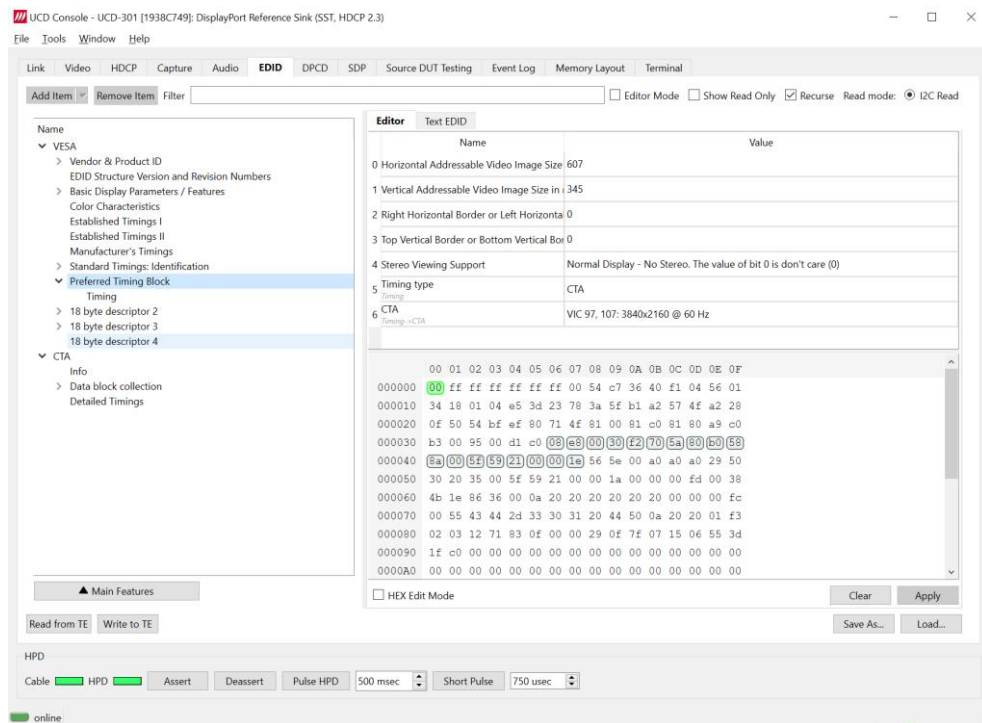 UCD Console - UCD-301 [1938C749]: DisplayPort Reference Sink (SST, HDCP 2.3)
File Tools Window Help
Link Video HDCP Capture Audio EDID DPCD SDP Source DUT Testing Event Log Memory Layout Terminal
Add Item Remove Item Filter Editor Mode Show Read Only Recurse Read mode: I2C Read
Name
VESA
Vendor & Product ID
EDID Structure Version and Revision Numbers
Basic Display Parameters / Features
Color Characteristics
Established Timings I
Established Timings II
Manufacturer's Timings
Standard Timings: Identification
Preferred Timing Block
Timing
18 byte descriptor 2
18 byte descriptor 3
18 byte descriptor 4
CTA
Info
Data block collection
Detailed Timings
Main Features
Editor Text EDID
Name Value
0 Horizontal Addressable Video Image Size 607
1 Vertical Addressable Video Image Size in 345
2 Right Horizontal Border or Left Horizonta 0
3 Top Vertical Border or Bottom Vertical Bor 0
4 Stereo Viewing Support Normal Display - No Stereo. The value of bit 0 is don't care (0)
5 Timing type CTA
Timing
6 CTA VIC 97, 107: 3840x2160 @ 60 Hz
Timing->CTA
00 01 02 03 04 05 06 07 08 09 0A 0B 0C 0D 0E 0F
000000 00 ff ff ff ff ff ff 00 54 c7 36 40 f1 04 56 01
000010 34 18 01 04 e5 3d 23 78 3a 5f b1 a2 57 4f a2 28
000020 0f 50 54 bf ef 80 71 4f 81 00 81 c0 81 80 a9 c0
000030 b3 00 95 00 d1 c0 08 e8 00 30 f2 70 5a 80 b0 58
000040 8a 00 5f 59 21 00 00 1e 56 5e 00 a0 a0 a0 29 50
000050 30 20 35 00 5f 59 21 00 00 1a 00 00 00 fd 00 38
000060 4b 1e 86 36 00 0a 20 20 20 20 20 20 00 00 00 fc
000070 00 55 43 44 2d 33 30 31 20 44 50 0a 20 20 01 f3
000080 02 03 12 71 83 0f 00 00 29 0f 7f 07 15 06 55 3d
000090 1f c0 00 00 00 00 00 00 00 00 00 00 00 00 00 00
0000A0 00 00 00 00 00 00 00 00 00 00 00 00 00 00 00 00
HEX Edit Mode Clear Apply
Read from TE Write to TE Save As... Load...
HPD
Cable HPD Assert Deassert Pulse HPD 500 msec Short Pulse 750 usec
online